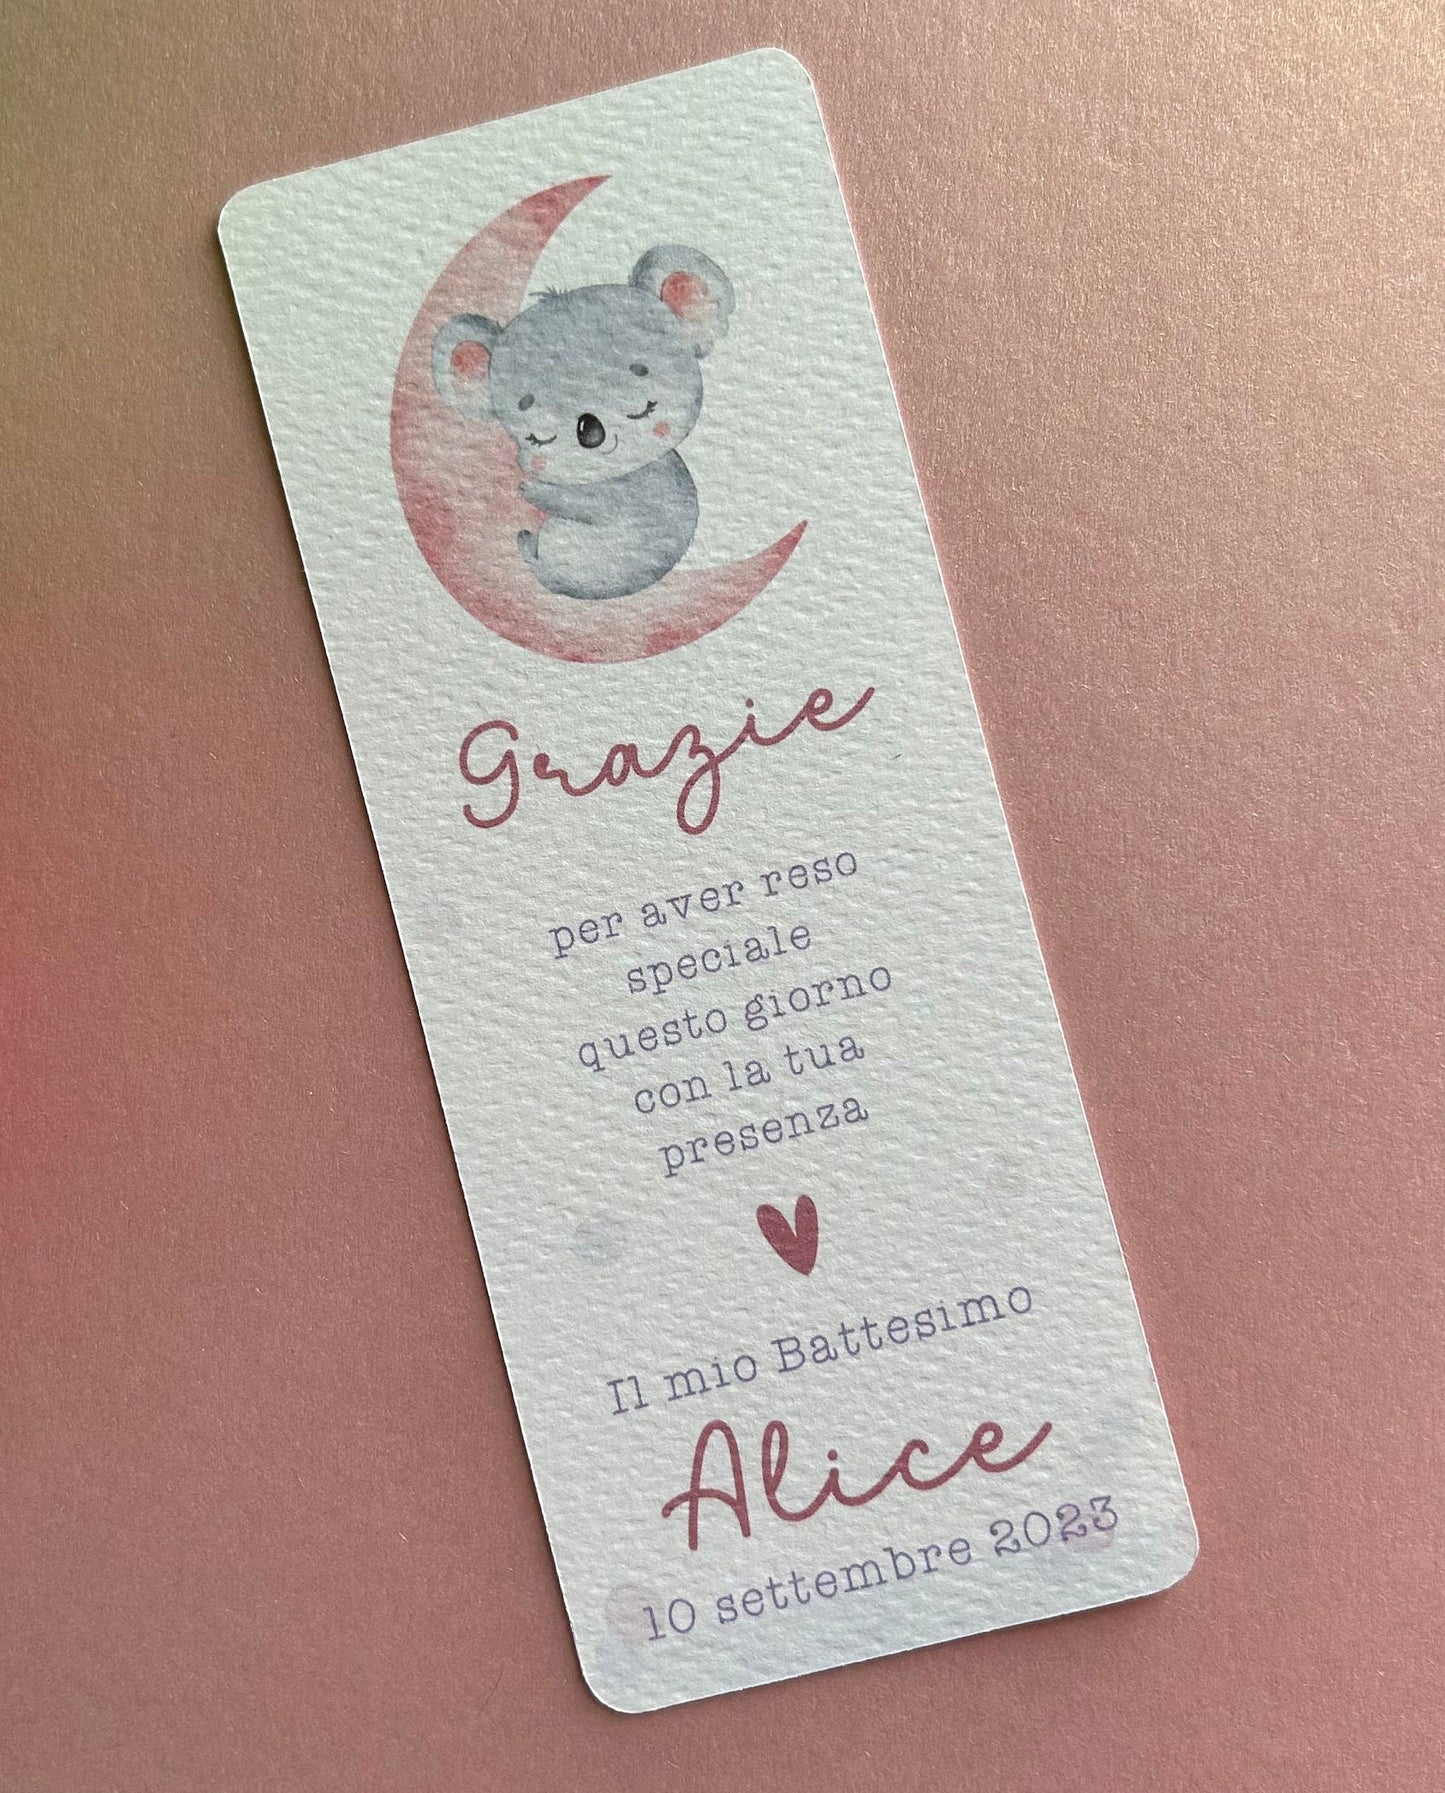 Grazie
per aver reso
speciale
questo giorno
con la tua
presenza
Il mio Battesimo
Alice
10 settembre 2023